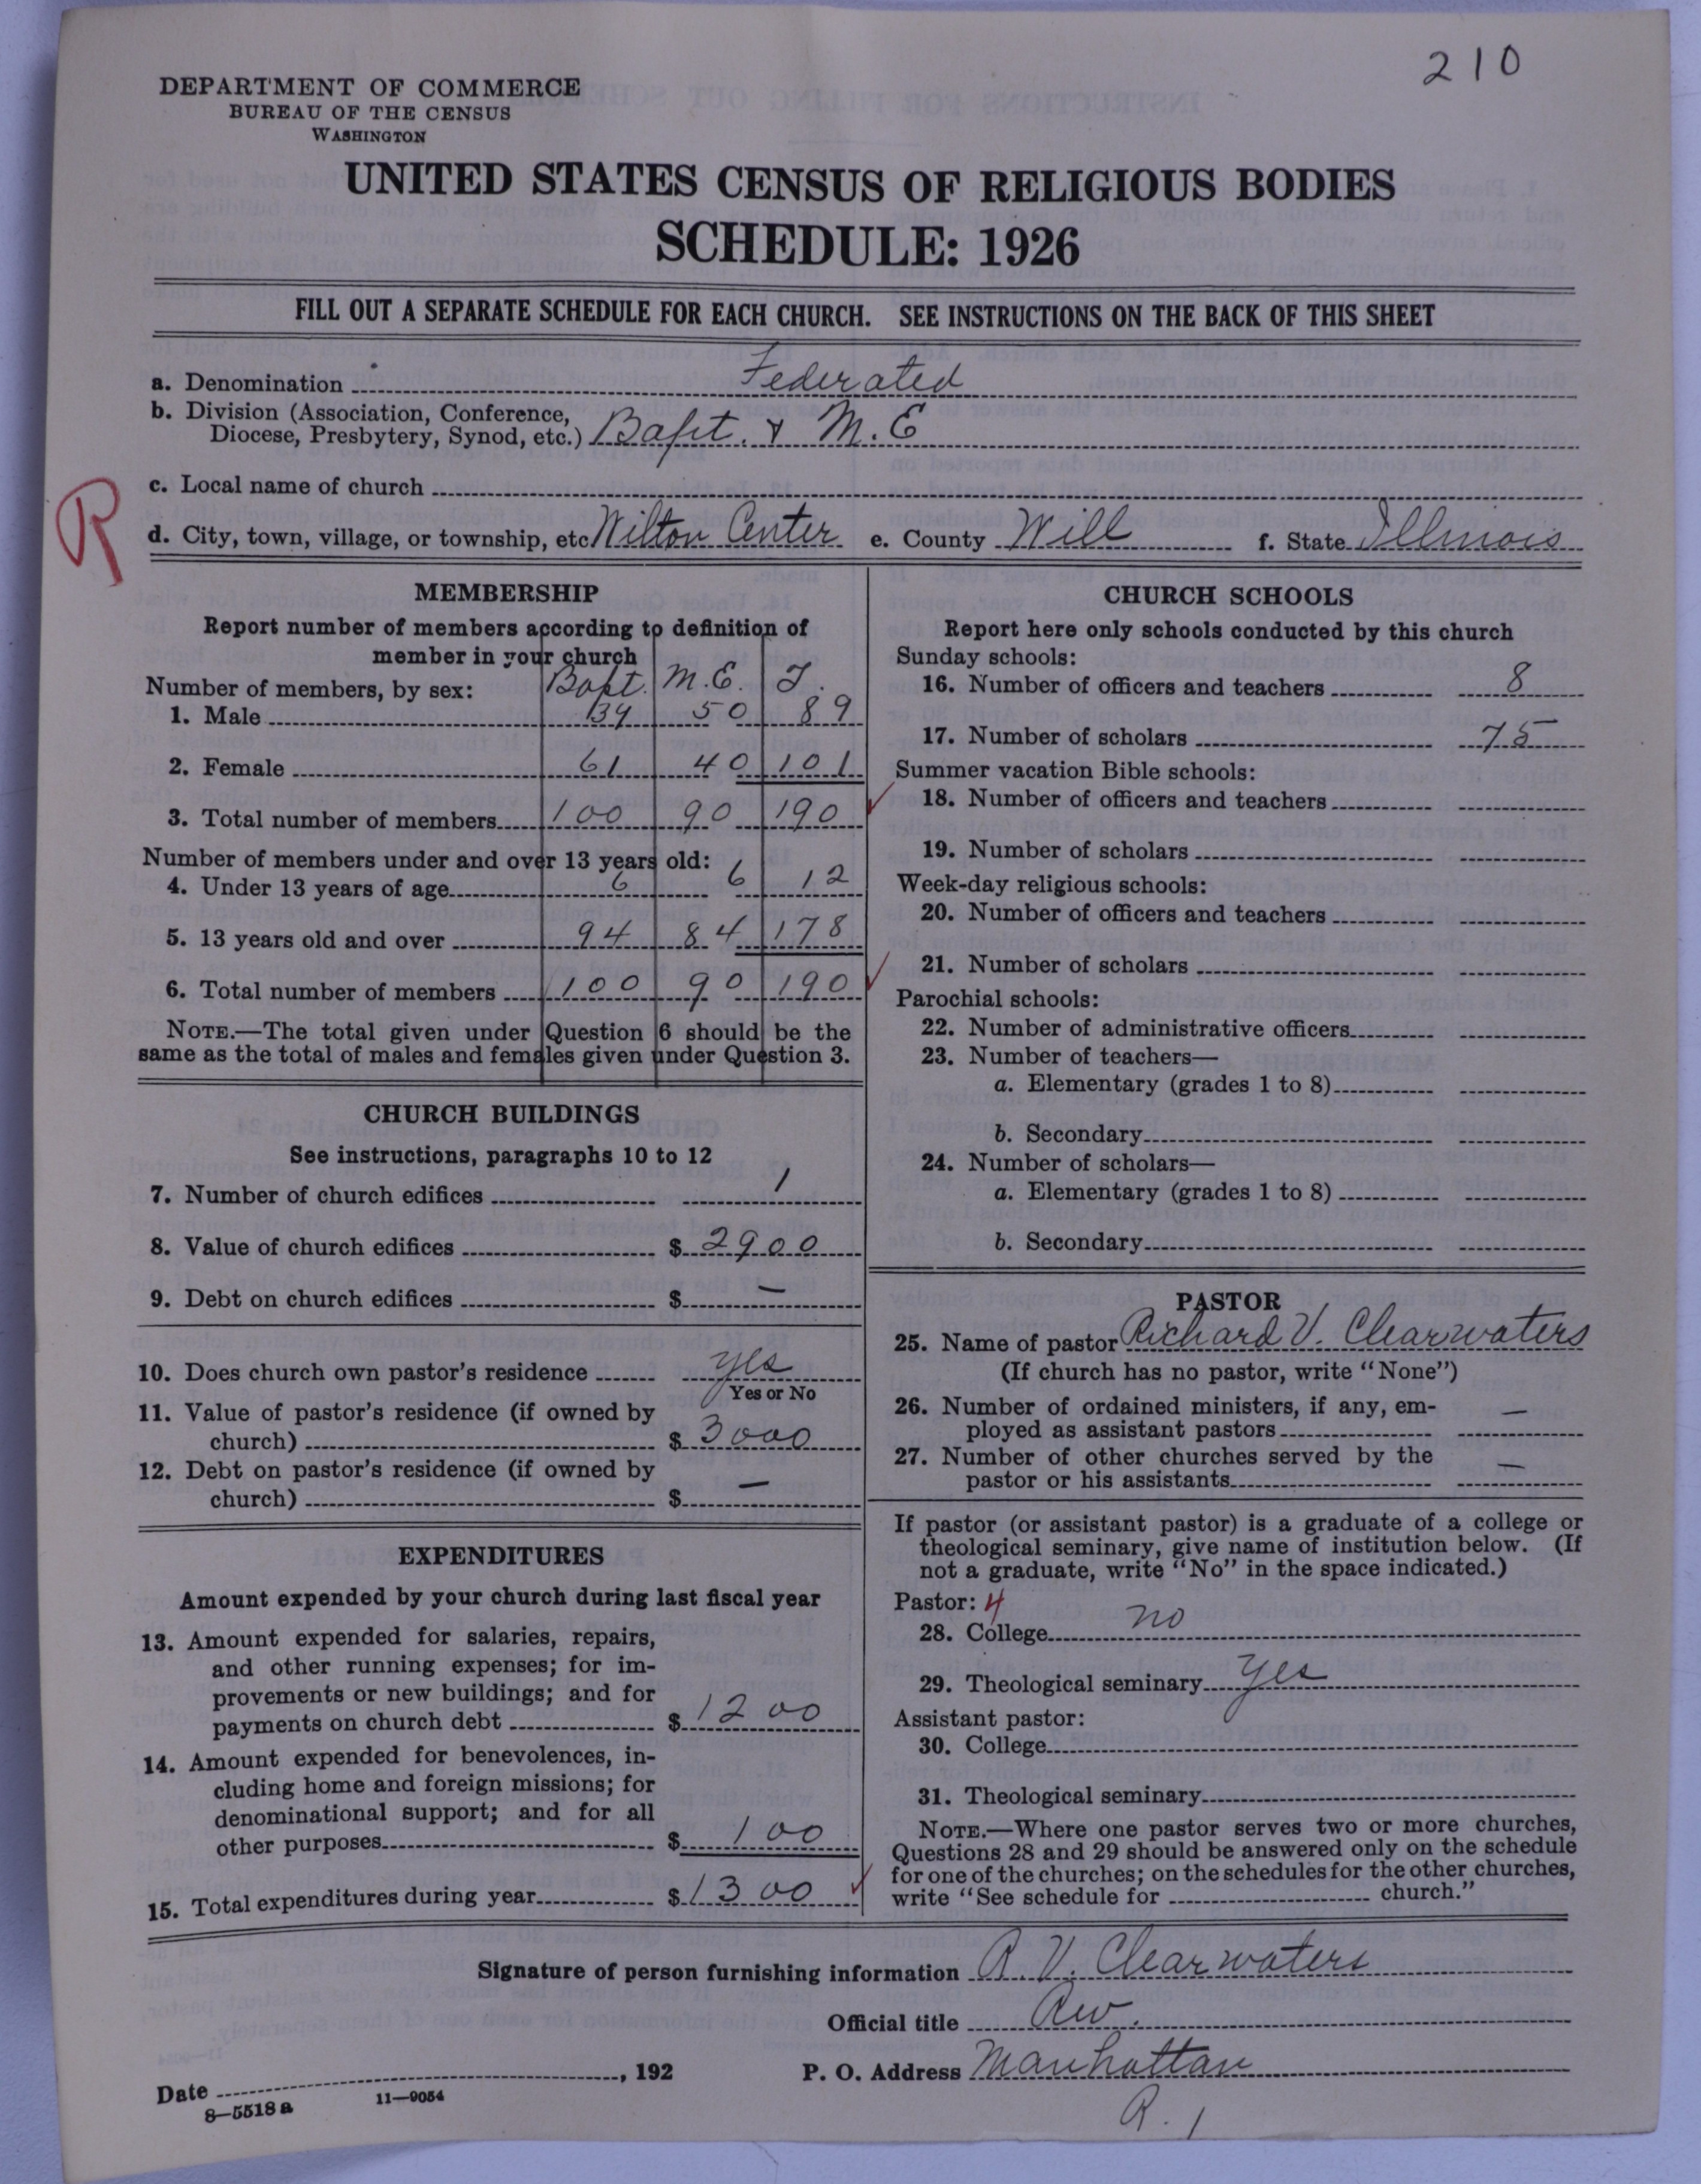 210
DEPARTMENT OF COMMERCE
BUREAU OF THE CENSUS
WASHINGTON
UNITED STATES CENSUS OF RELIGIOUS BODIES
SCHEDULE: 1926
FILL OUT A SEPARATE SCHEDULE FOR EACH CHURCH. SEE INSTRUCTIONS ON THE BACK OF THIS SHEET
a. Denomination Federated
b. Division (Association, Conference,
Diocese, Presbytery, Synod, etc.) Bapt. & M.E
c. Local name of church
R
d. City, town, village, or township, etc Wilton Center e. County Will f. State Illinois
MEMBERSHIP
Report number of members according to definition of
member in your church
Number of members, by sex: Bapt. M.E. T.
1. Male 39 50 89
2. Female 61 40 101
3. Total number of members 100 90 190
Number of members under and over 13 years old:
4. Under 13 years of age 6 6 12
5. 13 years old and over 94 84 178
6. Total number of members 100 90 190
NOTE.—The total given under Question 6 should be the
same as the total of males and females given under Question 3.
CHURCH BUILDINGS
See instructions, paragraphs 10 to 12
7. Number of church edifices 1
8. Value of church edifices $ 2900
9. Debt on church edifices $ —
10. Does church own pastor's residence yes
Yes or No
11. Value of pastor's residence (if owned by
church) $ 3000
12. Debt on pastor's residence (if owned by
church) $ —
EXPENDITURES
Amount expended by your church during last fiscal year
13. Amount expended for salaries, repairs,
and other running expenses; for im-
provements or new buildings; and for
payments on church debt $ 1200
14. Amount expended for benevolences, in-
cluding home and foreign missions; for
denominational support; and for all
other purposes $ 100
15. Total expenditures during year $ 1300
CHURCH SCHOOLS
Report here only schools conducted by this church
Sunday schools:
16. Number of officers and teachers 8
17. Number of scholars 75
Summer vacation Bible schools:
18. Number of officers and teachers
19. Number of scholars
Week-day religious schools:
20. Number of officers and teachers
21. Number of scholars
Parochial schools:
22. Number of administrative officers
23. Number of teachers—
a. Elementary (grades 1 to 8)
b. Secondary
24. Number of scholars—
a. Elementary (grades 1 to 8)
b. Secondary
PASTOR
25. Name of pastor Richard V. Clearwaters
(If church has no pastor, write "None")
26. Number of ordained ministers, if any, em-
ployed as assistant pastors —
27. Number of other churches served by the
pastor or his assistants —
If pastor (or assistant pastor) is a graduate of a college or
theological seminary, give name of institution below. (If
not a graduate, write "No" in the space indicated.)
Pastor: 4
28. College no
29. Theological seminary yes
Assistant pastor:
30. College
31. Theological seminary
NOTE.—Where one pastor serves two or more churches,
Questions 28 and 29 should be answered only on the schedule
for one of the churches; on the schedules for the other churches,
write "See schedule for church."
Signature of person furnishing information R. V. Clearwaters
Official title Rev.
Date , 192 P. O. Address Manhattan
R. 1
8—5518 a 11—9054